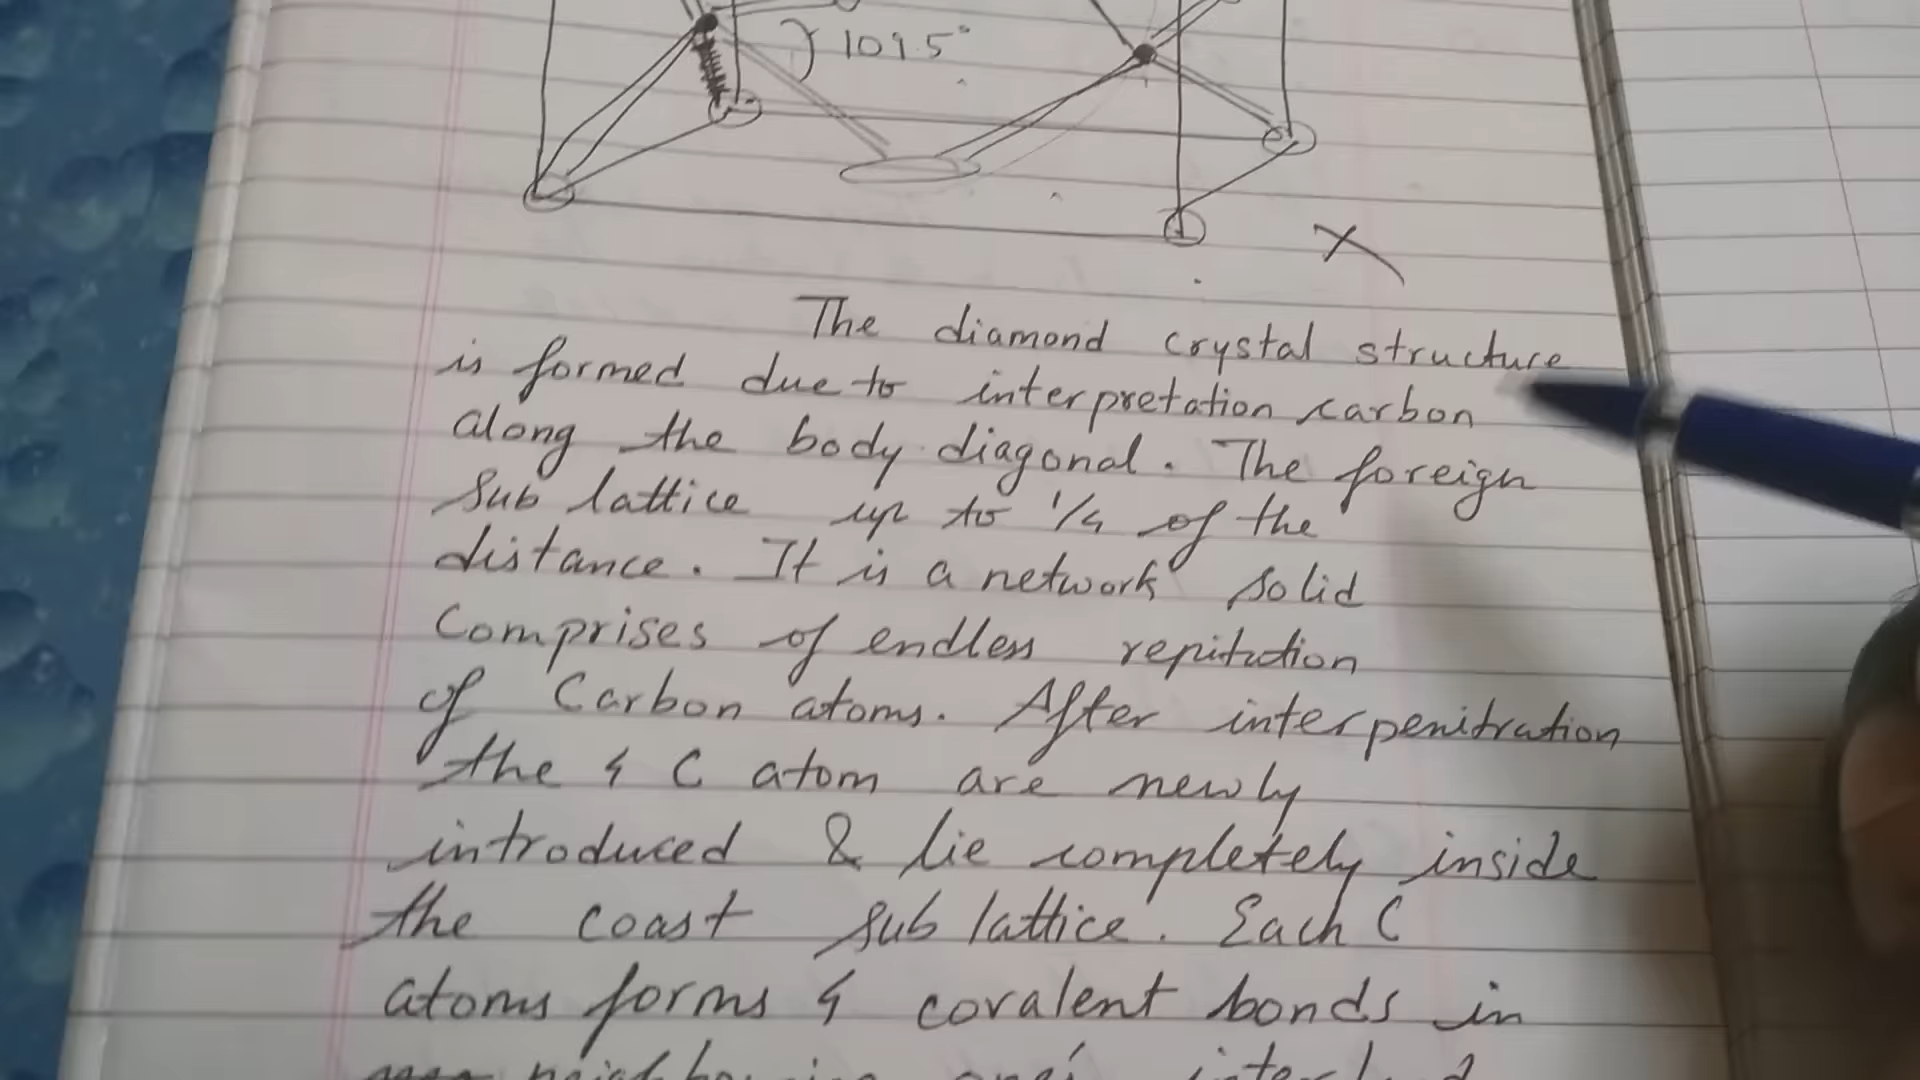 109.5°
The diamond crystal structure
is formed due to interpretation carbon
along the body diagonal. The foreign
sub lattice up to 1/4 of the
distance. It is a network solid
comprises of endless repitation
of Carbon atoms. After interpenitration
the 4 C atom are newly
introduced & lie completely inside
the coast sub lattice. Each C
atoms forms 4 covalent bonds in